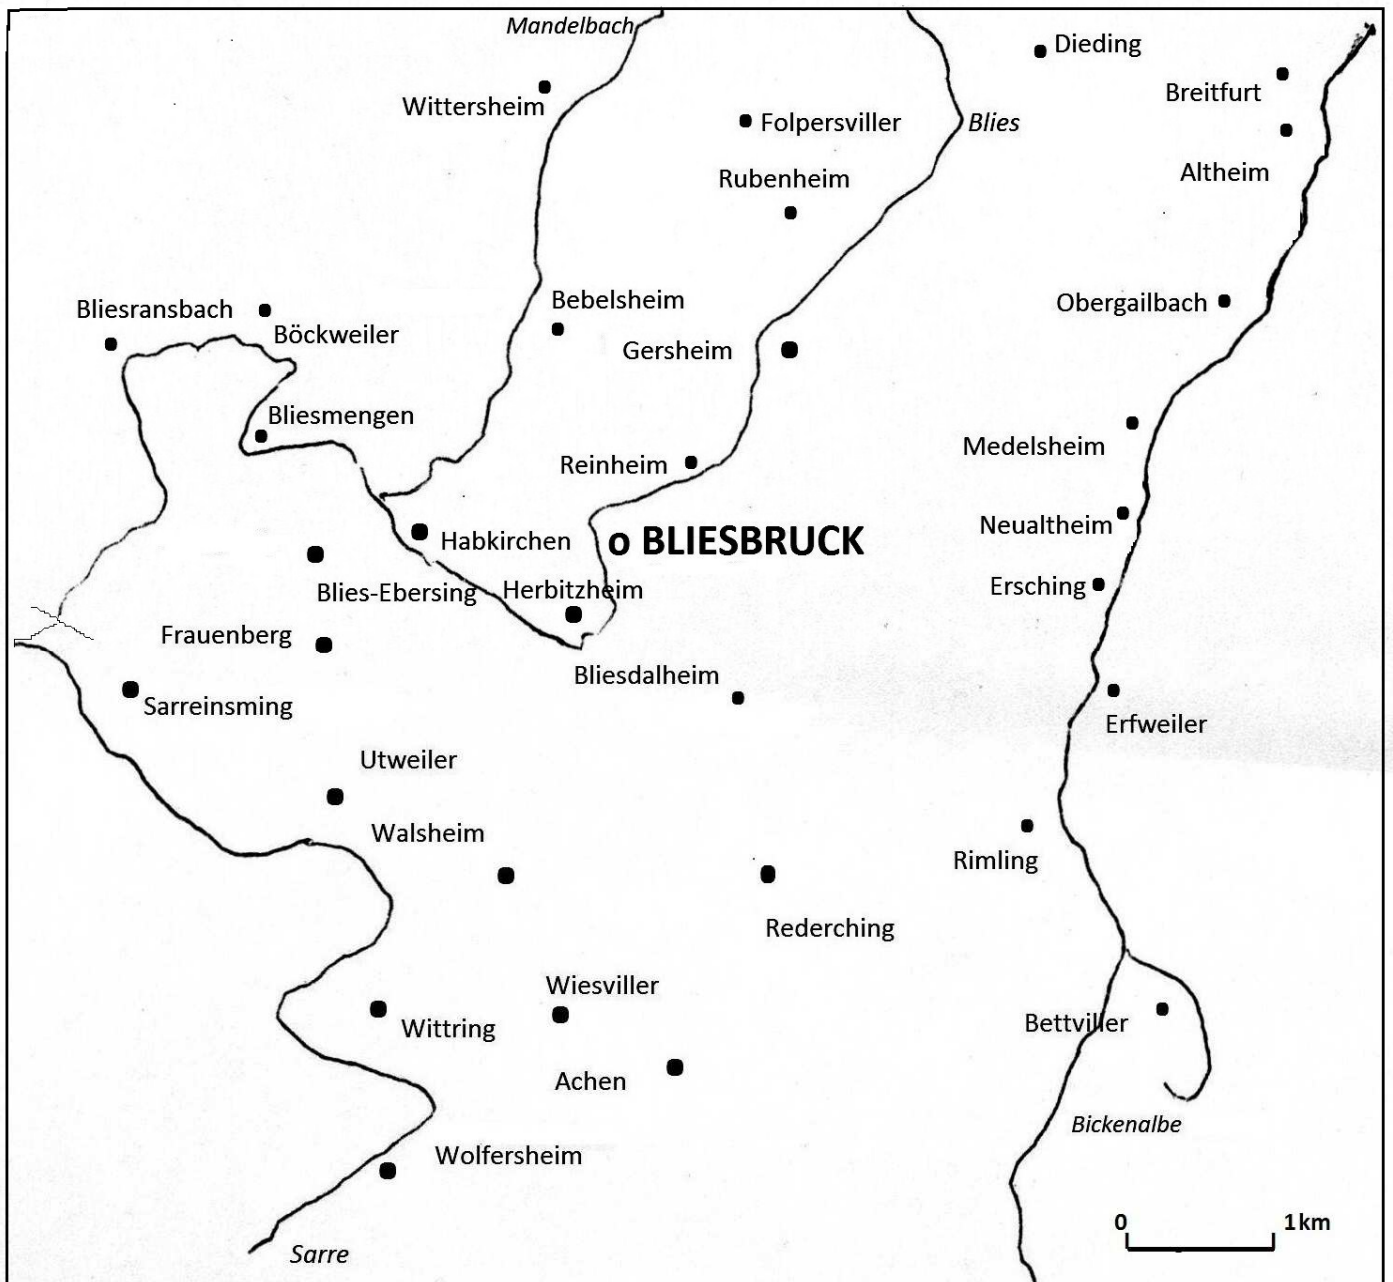 Mandelbach
Dieding
Breitfurt
Wittersheim
Folpersviller
Blies
Altheim
Rubenheim
Bebelsheim
Obergailbach
Bliesransbach
Böckweiler
Gersheim
Bliesmengen
Medelsheim
Reinheim
Neualtheim
Habkirchen
o BLIESBRUCK
Ersching
Blies-Ebersing
Herbitzheim
Frauenberg
Bliesdalheim
Sarreinsming
Erfweiler
Utweiler
Walsheim
Rimling
Rederching
Wiesviller
Wittring
Bettviller
Achen
Bickenalbe
Wolfersheim
0 1km
Sarre